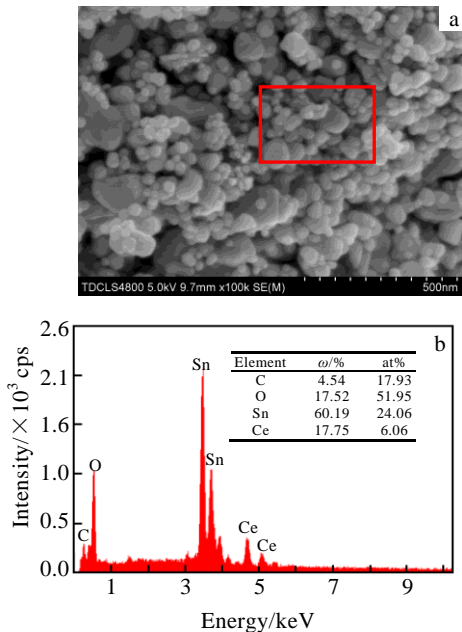 a
TDCLS4800 5.0kV 9.7mm x100k SE(M) 500nm
b
Intensity/×10³ cps
2.6
2.1
1.6
1.0
0.5
0.0
Sn
Sn
O
C
Ce
Ce
Element ω/% at%
C 4.54 17.93
O 17.52 51.95
Sn 60.19 24.06
Ce 17.75 6.06
1 3 5 7 9
Energy/keV